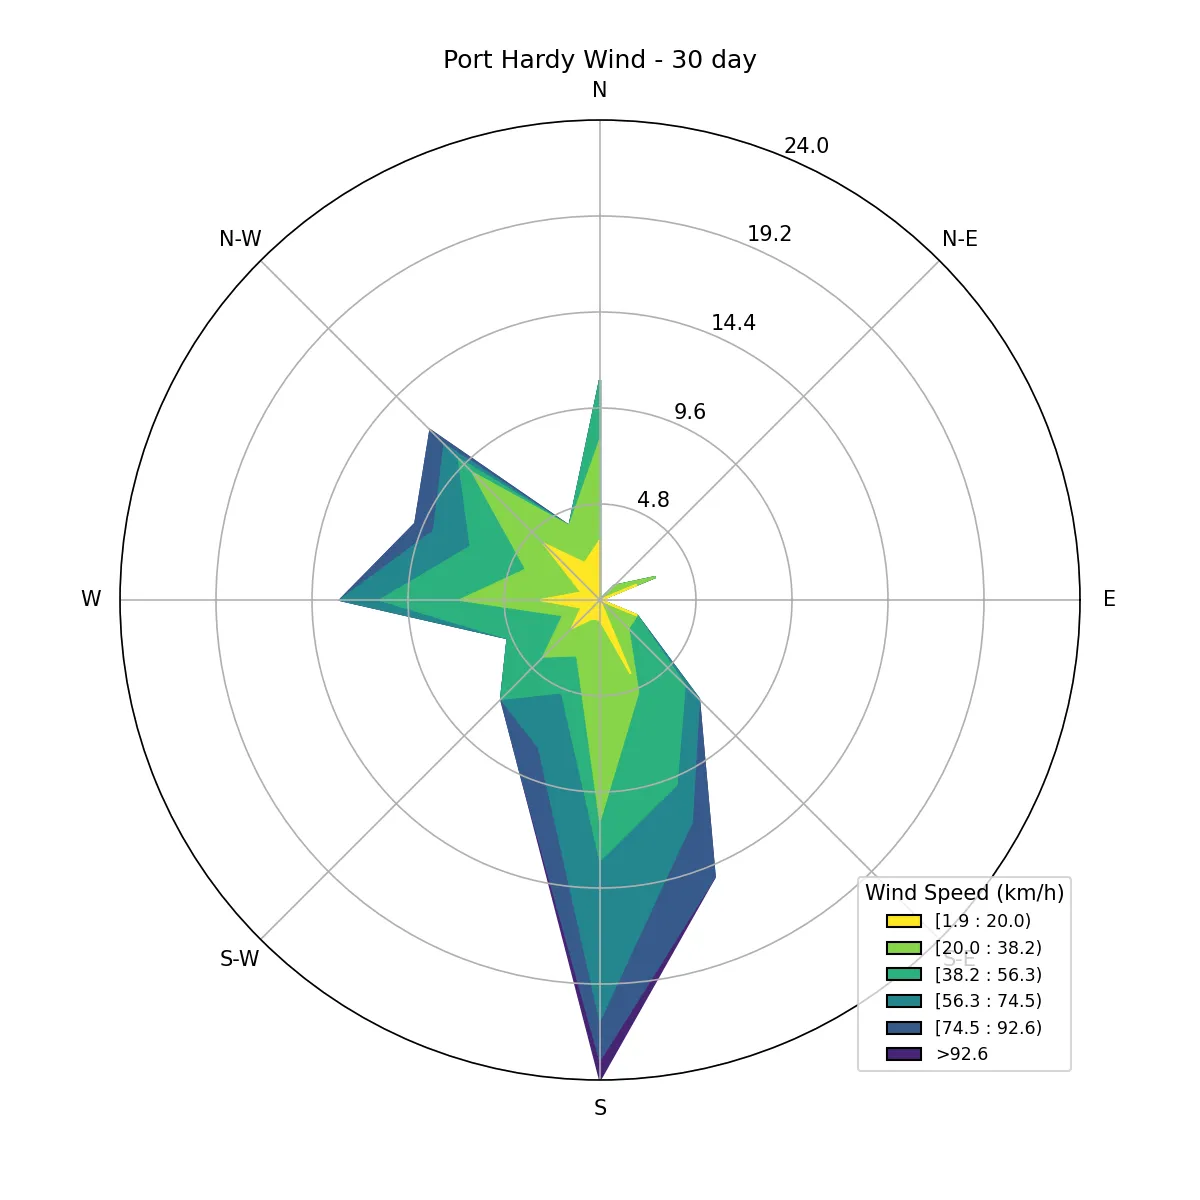 Port Hardy Wind - 30 day
N
24.0
19.2
N-W
N-E
14.4
9.6
4.8
W
E
Wind Speed (km/h)
[1.9 : 20.0)
[20.0 : 38.2)
S-W
S-E
[38.2 : 56.3)
[56.3 : 74.5)
[74.5 : 92.6)
>92.6
S